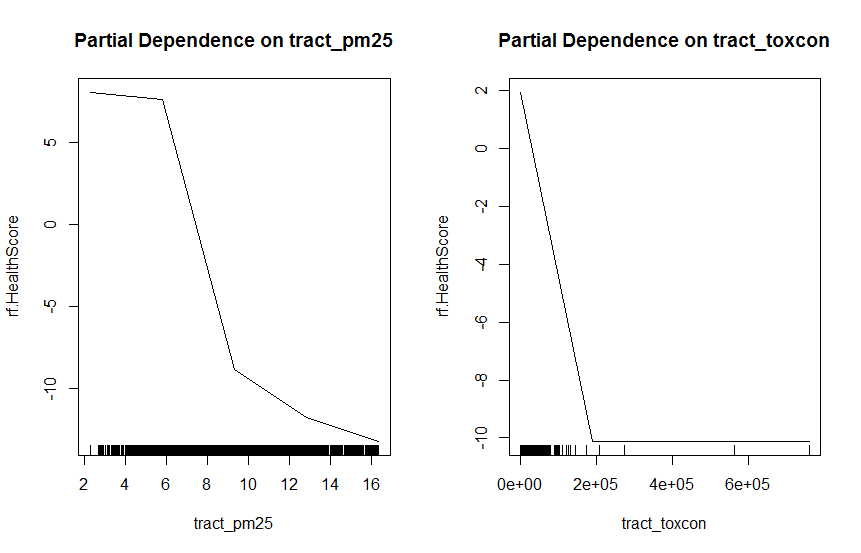 Partial Dependence on tract_pm25
rf.HealthScore
5
0
-5
-10
2 4 6 8 10 12 14 16
tract_pm25
Partial Dependence on tract_toxcon
rf.HealthScore
2
0
-2
-4
-6
-8
-10
0e+00 2e+05 4e+05 6e+05
tract_toxcon